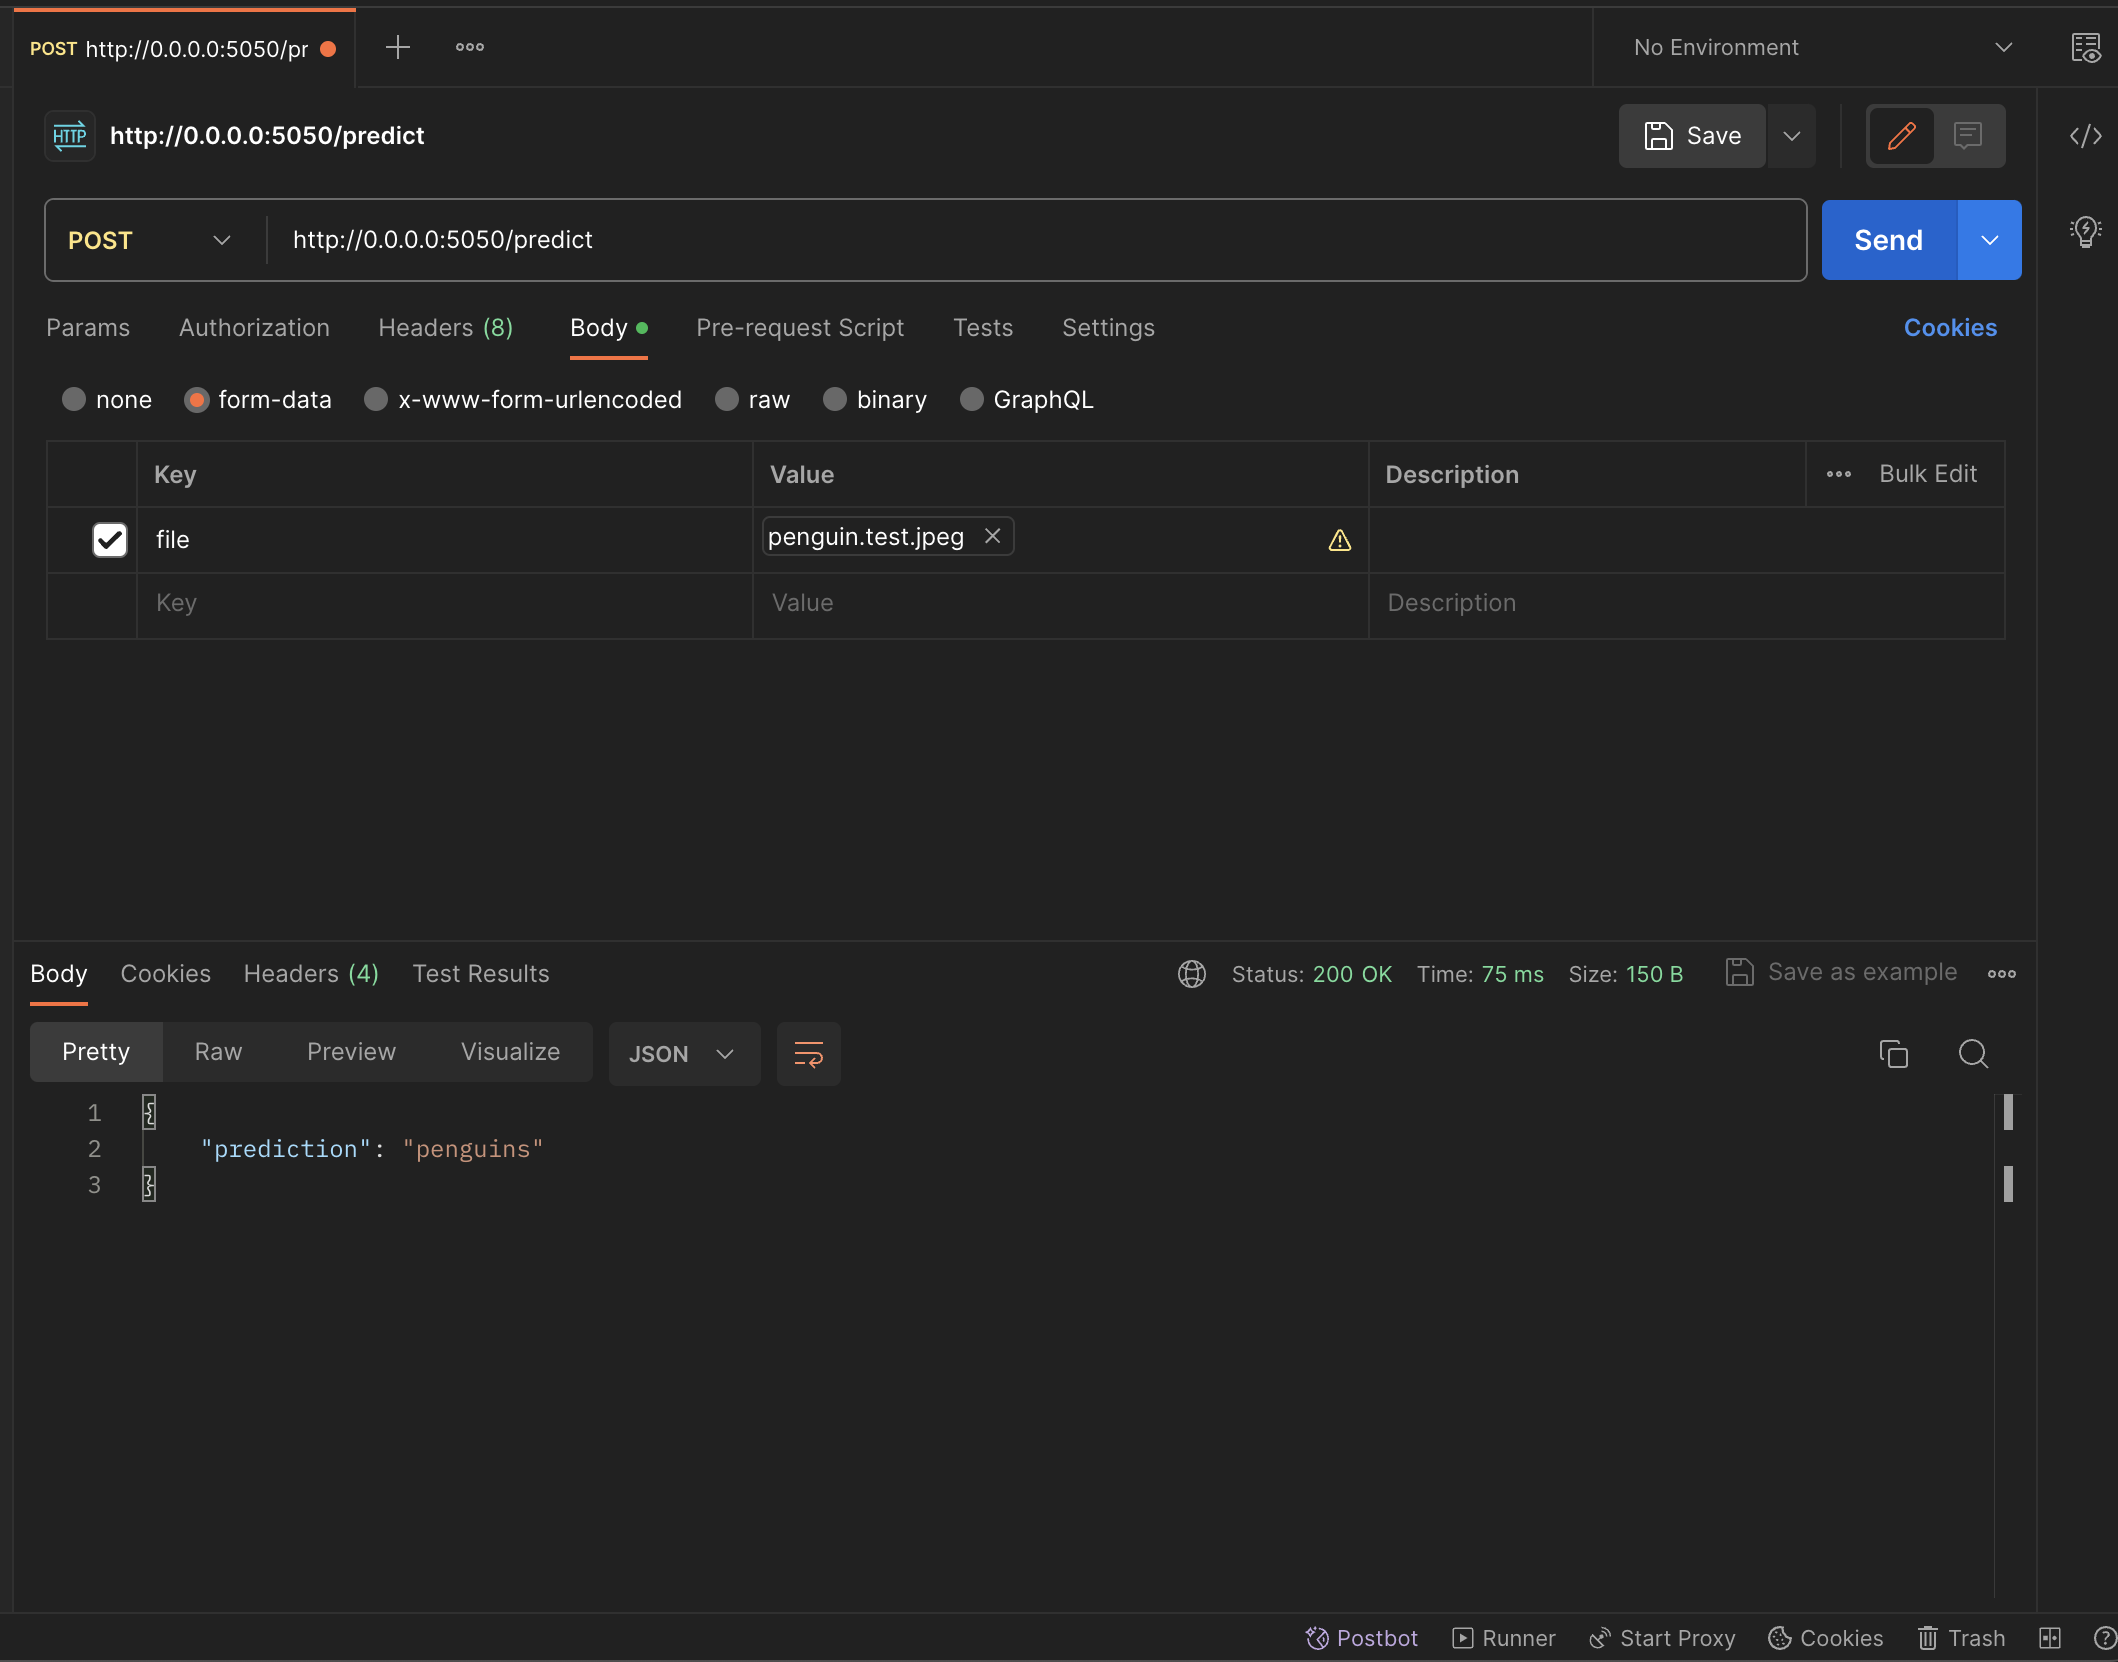 POST http://0.0.0.0:5050/pr
No Environment
HTTP http://0.0.0.0:5050/predict
Save
POST http://0.0.0.0:5050/predict
Send
Params Authorization Headers (8) Body Pre-request Script Tests Settings Cookies
none form-data x-www-form-urlencoded raw binary GraphQL
Key Value Description Bulk Edit
file penguin.test.jpeg
Key Value Description
Body Cookies Headers (4) Test Results Status: 200 OK Time: 75 ms Size: 150 B Save as example
Pretty Raw Preview Visualize JSON
1 {
2 "prediction": "penguins"
3 }
Postbot Runner Start Proxy Cookies Trash